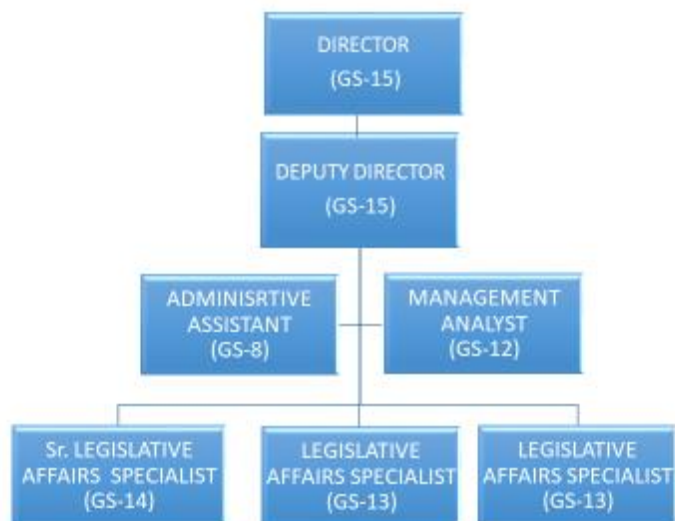 DIRECTOR
(GS-15)
DEPUTY DIRECTOR
(GS-15)
ADMINISRTIVE
ASSISTANT
(GS-8)
MANAGEMENT
ANALYST
(GS-12)
Sr. LEGISLATIVE
AFFAIRS SPECIALIST
(GS-14)
LEGISLATIVE
AFFAIRS SPECIALIST
(GS-13)
LEGISLATIVE
AFFAIRS SPECIALIST
(GS-13)